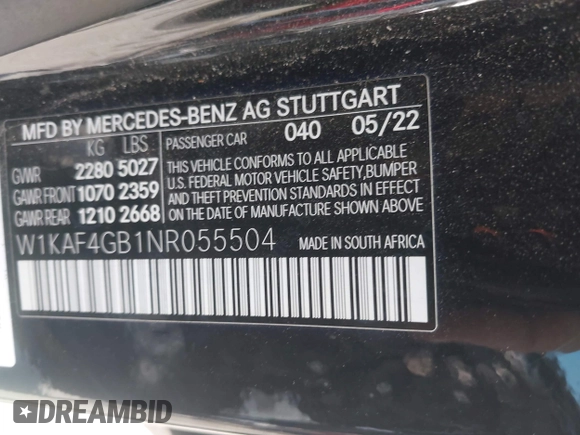 MFD BY MERCEDES-BENZ AG STUTTGART
KG LBS PASSENGER CAR 040 05/22
GVWR 2280 5027
GAWR FRONT 1070 2359
GAWR REAR 1210 2668
THIS VEHICLE CONFORMS TO ALL APPLICABLE
U.S. FEDERAL MOTOR VEHICLE SAFETY, BUMPER
AND THEFT PREVENTION STANDARDS IN EFFECT
ON THE DATE OF MANUFACTURE SHOWN ABOVE.
W1KAF4GB1NR055504 MADE IN SOUTH AFRICA
DREAMBID